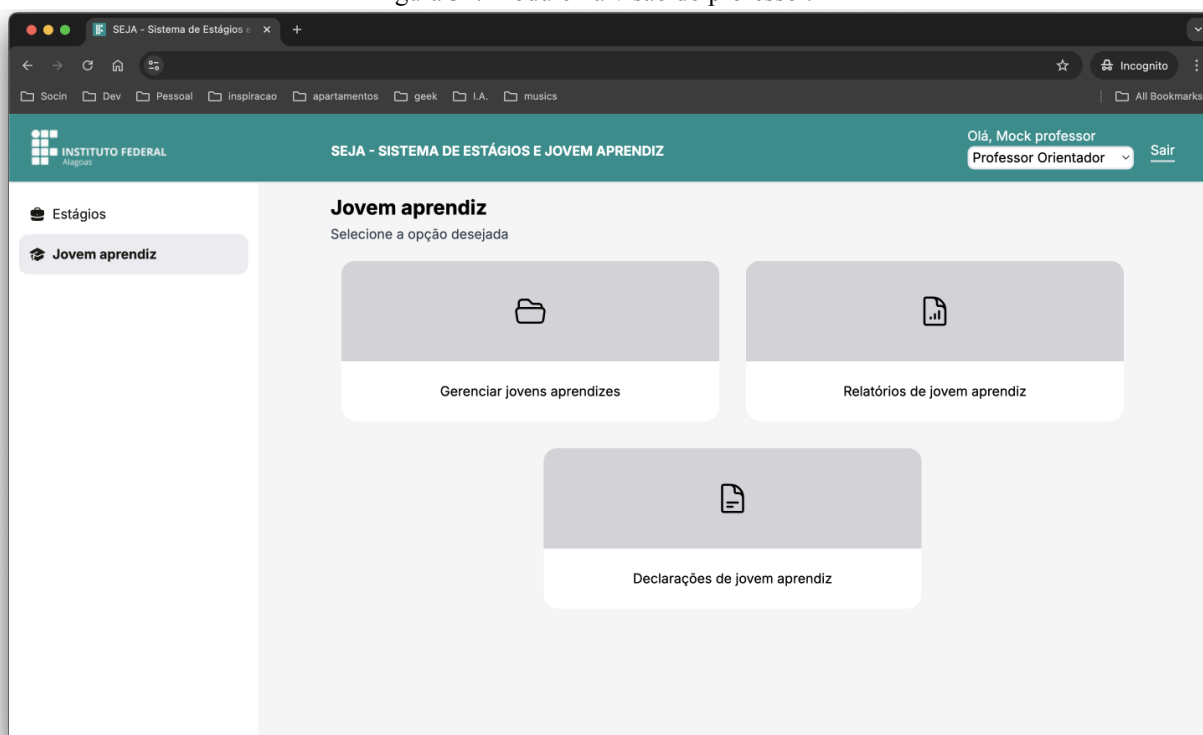 SEJA - Sistema de Estágios e
Incognito
Socin Dev Pessoal inspiracao apartamentos geek I.A. musics All Bookmarks
INSTITUTO FEDERAL
Alagoas
SEJA - SISTEMA DE ESTÁGIOS E JOVEM APRENDIZ
Olá, Mock professor
Professor Orientador
Sair
Estágios
Jovem aprendiz
Jovem aprendiz
Selecione a opção desejada
Gerenciar jovens aprendizes
Relatórios de jovem aprendiz
Declarações de jovem aprendiz